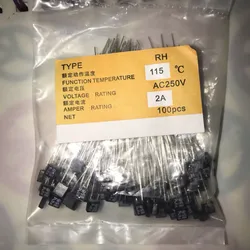 TYPE RH
额定动作温度
FUNCTION TEMPERATURE 115 ℃
额定电压
VOLTAGE RATING AC250V
额定电流
AMPER RATING 2A
NET 100pcs